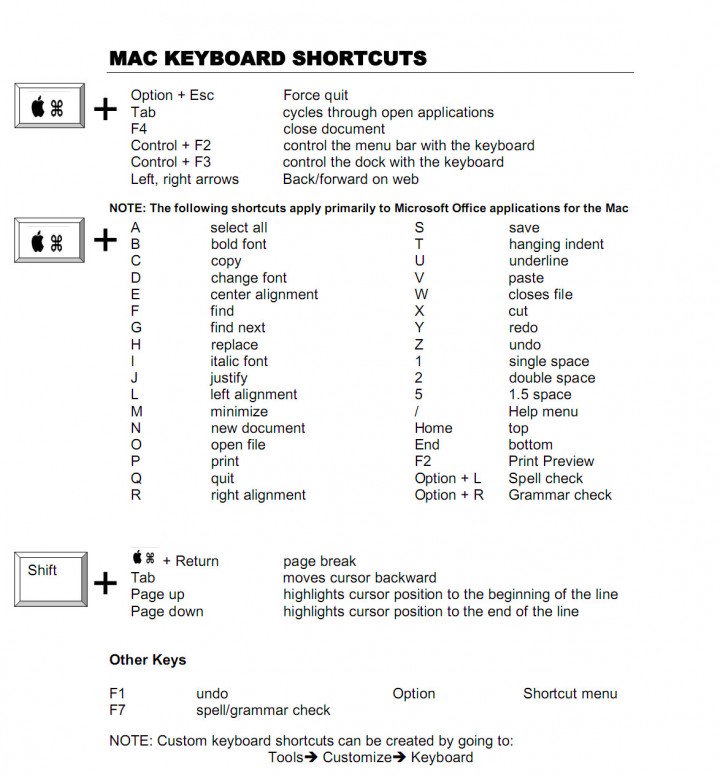 MAC KEYBOARD SHORTCUTS
⌘ +
Option + Esc Force quit
Tab cycles through open applications
F4 close document
Control + F2 control the menu bar with the keyboard
Control + F3 control the dock with the keyboard
Left, right arrows Back/forward on web
NOTE: The following shortcuts apply primarily to Microsoft Office applications for the Mac
⌘ +
A select all S save
B bold font T hanging indent
C copy U underline
D change font V paste
E center alignment W closes file
F find X cut
G find next Y redo
H replace Z undo
I italic font 1 single space
J justify 2 double space
L left alignment 5 1.5 space
M minimize / Help menu
N new document Home top
O open file End bottom
P print F2 Print Preview
Q quit Option + L Spell check
R right alignment Option + R Grammar check
Shift +
⌘ + Return page break
Tab moves cursor backward
Page up highlights cursor position to the beginning of the line
Page down highlights cursor position to the end of the line
Other Keys
F1 undo Option Shortcut menu
F7 spell/grammar check
NOTE: Custom keyboard shortcuts can be created by going to:
Tools➔ Customize➔ Keyboard